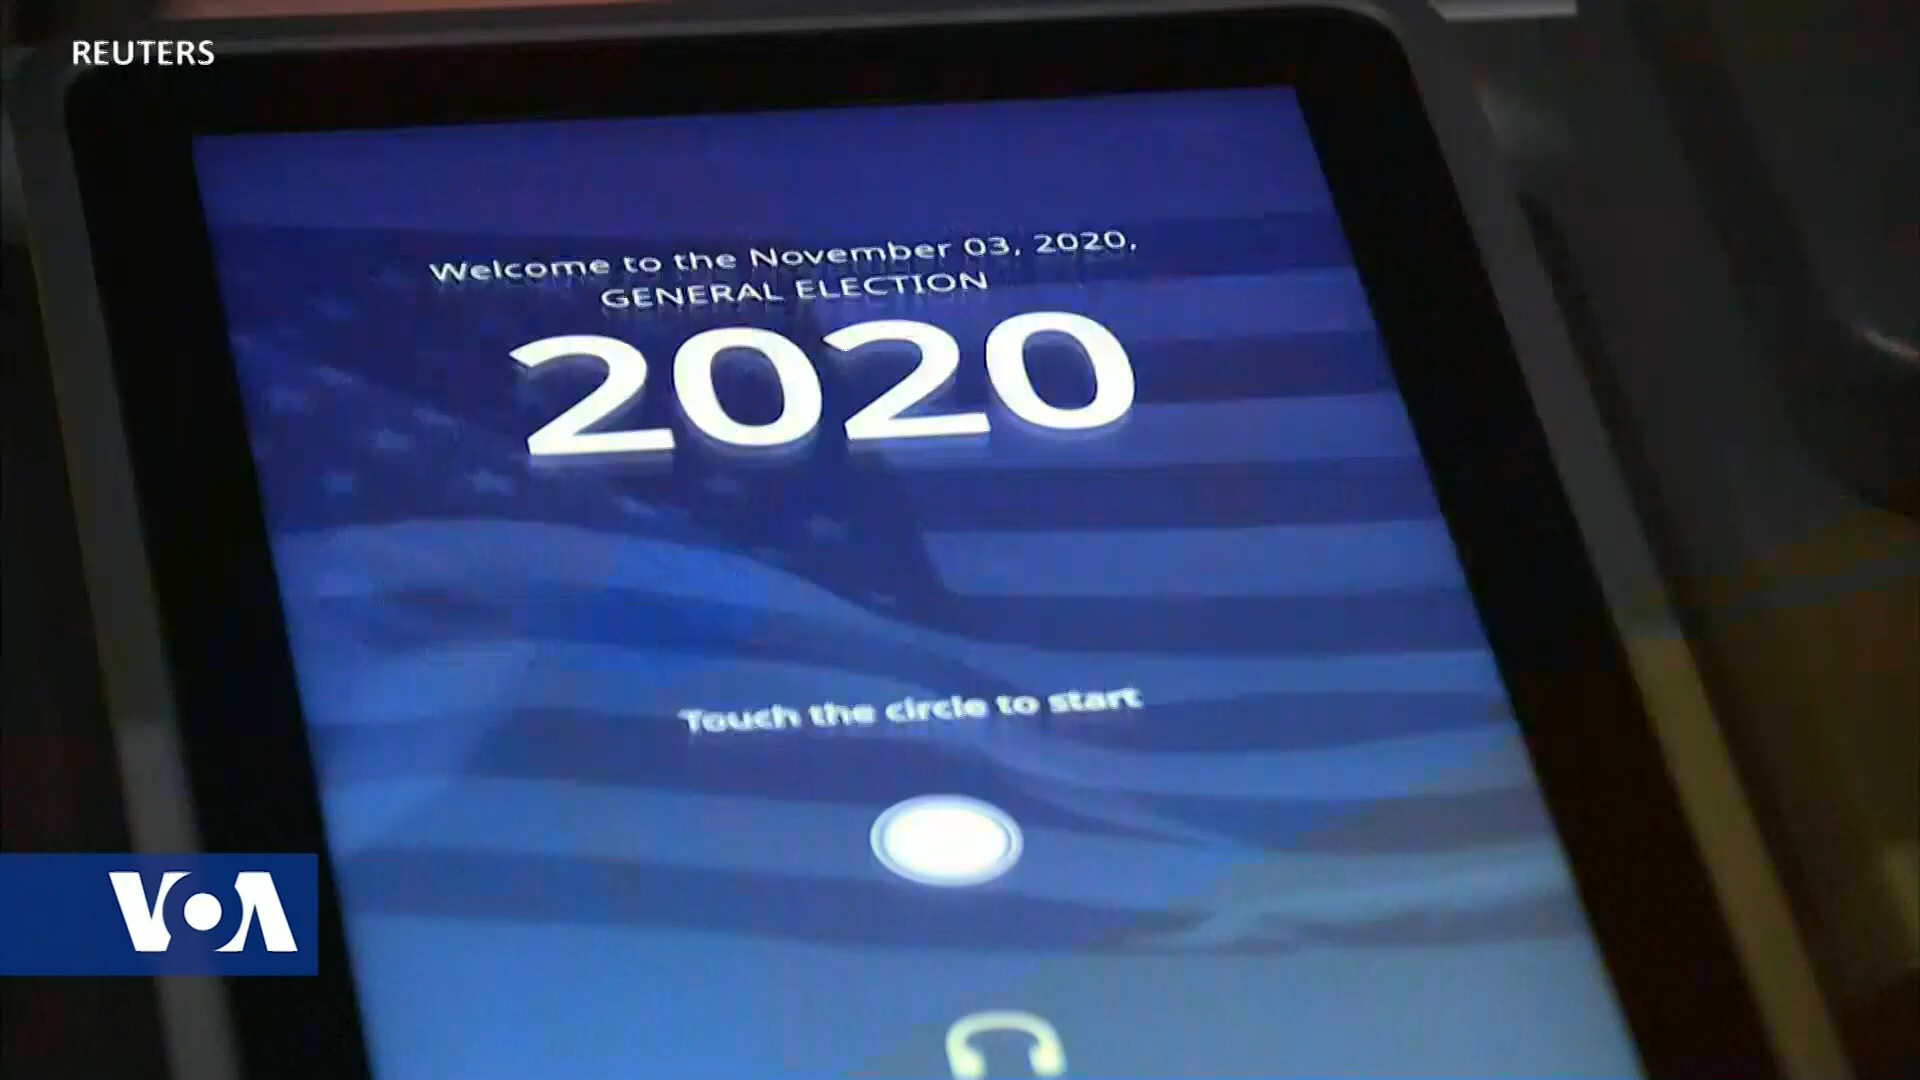 REUTERS
Welcome to the November 03, 2020,
GENERAL ELECTION
2020
Touch the circle to start
VOA